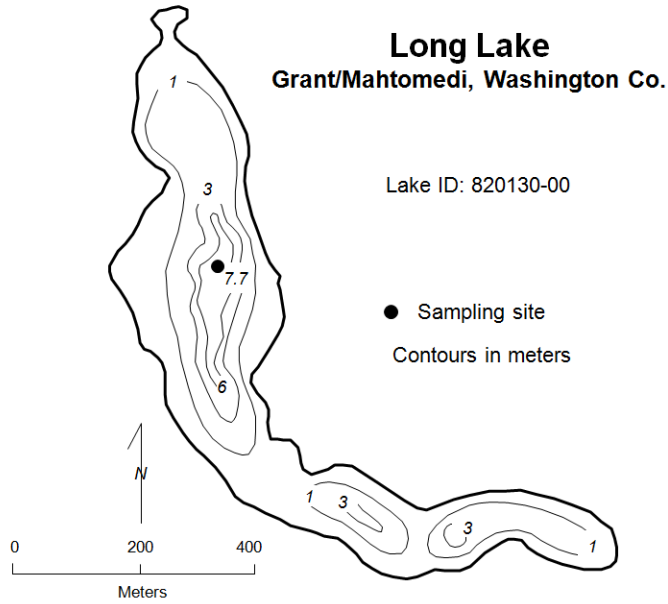 Long Lake
Grant/Mahtomedi, Washington Co.
1
Lake ID: 820130-00
3
7.7
Sampling site
Contours in meters
6
N
1
3
3
1
0 200 400
Meters